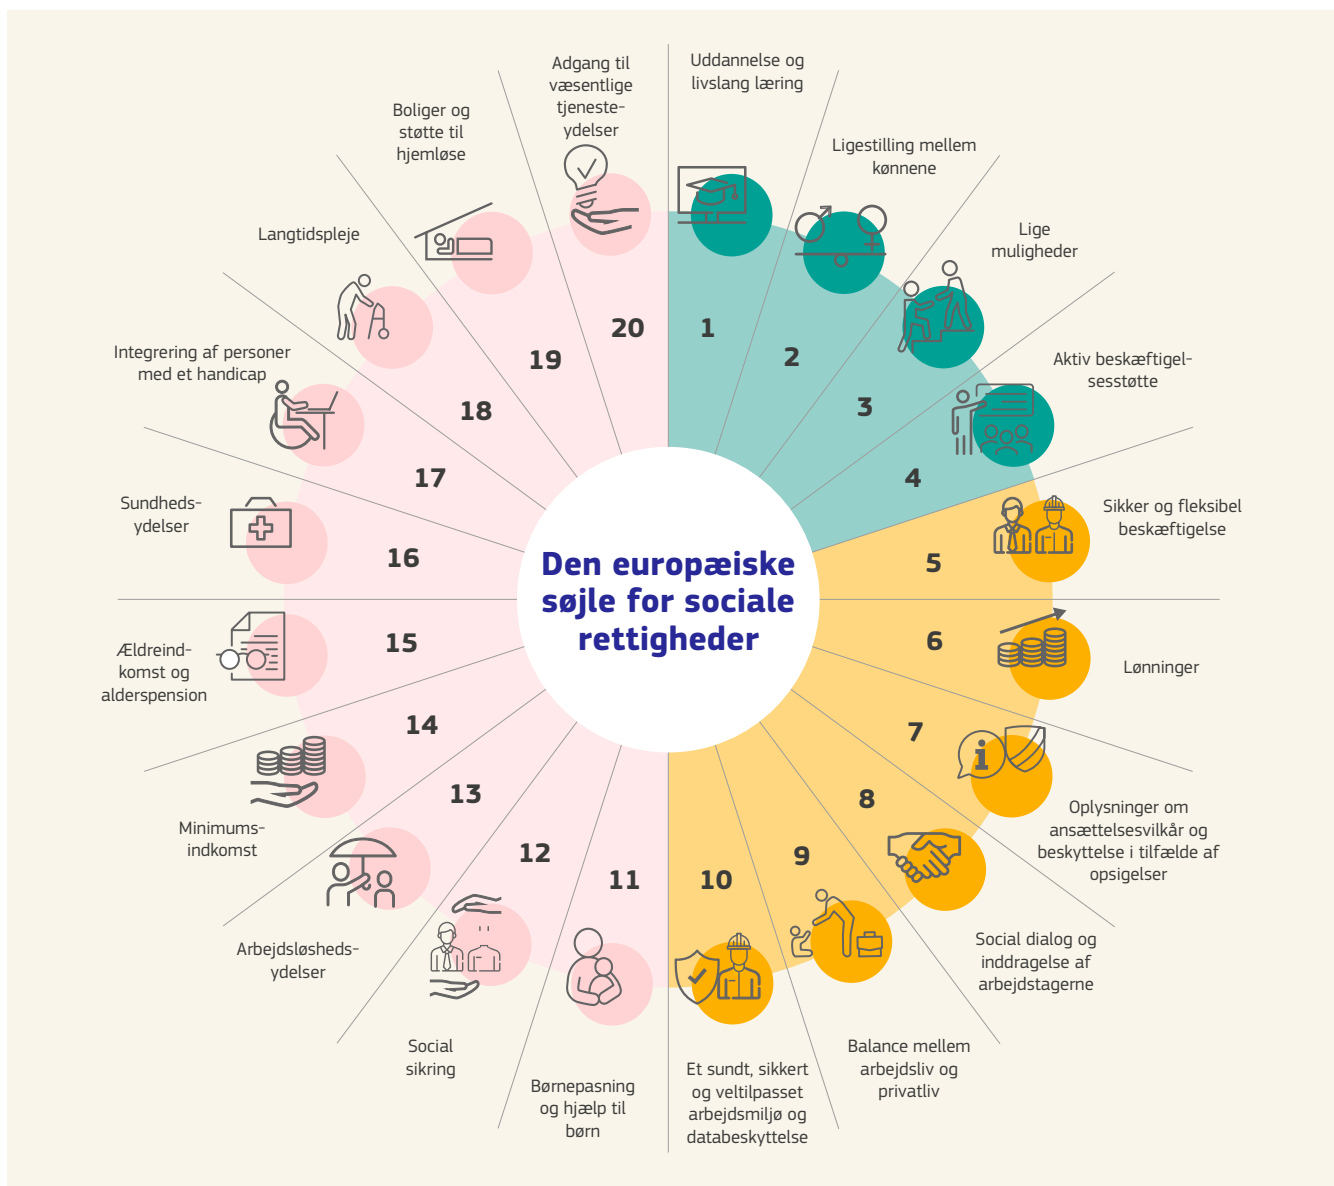 Uddannelse og
livslang læring
1
Ligestilling mellem
kønnene
2
Lige
muligheder
3
Aktiv beskæftigel-
sesstøtte
4
Sikker og fleksibel
beskæftigelse
5
Lønninger
6
Oplysninger om
ansættelsesvilkår og
beskyttelse i tilfælde af
opsigelser
7
Social dialog og
inddragelse af
arbejdstagerne
8
Balance mellem
arbejdsliv og
privatliv
9
Et sundt, sikkert
og veltilpasset
arbejdsmiljø og
databeskyttelse
10
Børnepasning
og hjælp til
børn
11
Social
sikring
12
Arbejdsløsheds-
ydelser
13
Minimums-
indkomst
14
Ældreind-
komst og
alderspension
15
Sundheds-
ydelser
16
Integrering af personer
med et handicap
17
Langtidspleje
18
Boliger og
støtte til
hjemløse
19
Adgang til
væsentlige
tjeneste-
ydelser
20
Den europæiske
søjle for sociale
rettigheder
i